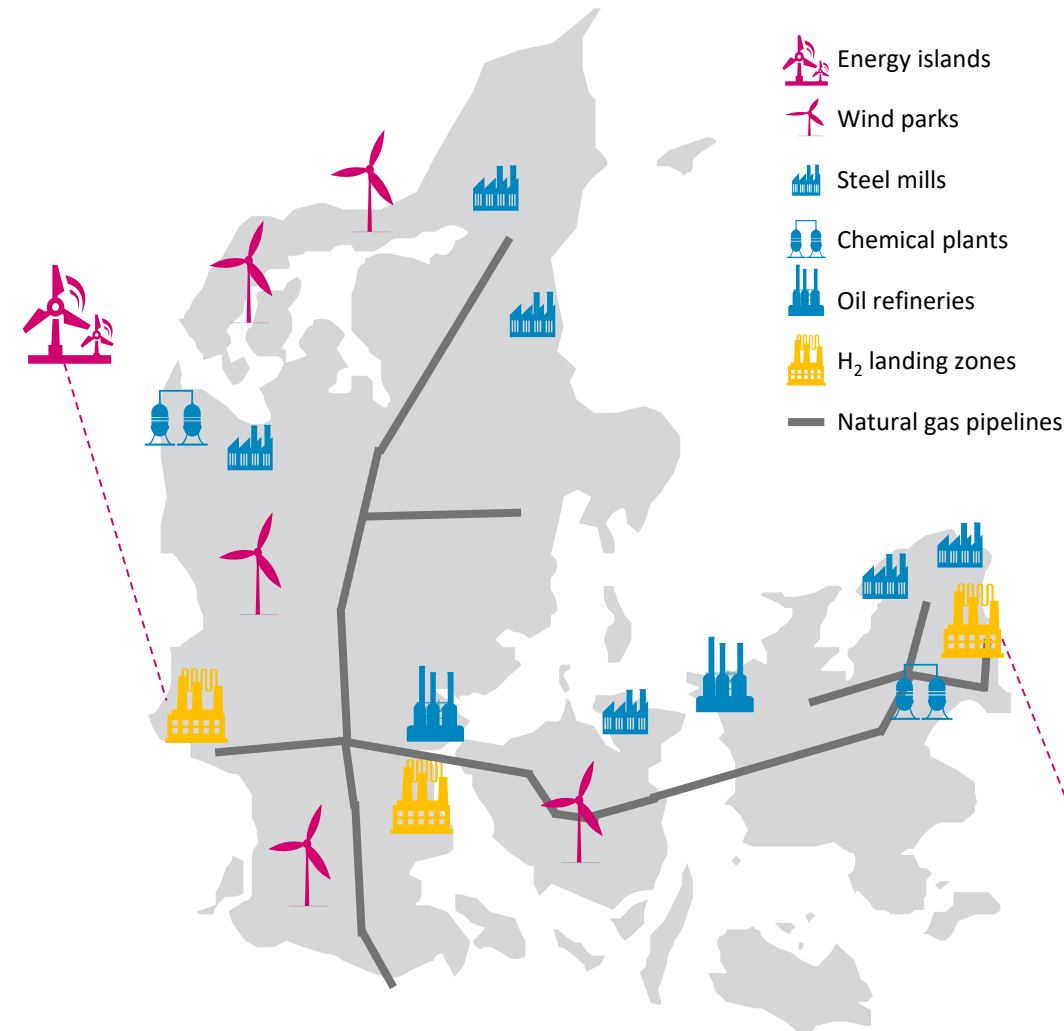 Energy islands
Wind parks
Steel mills
Chemical plants
Oil refineries
H₂ landing zones
Natural gas pipelines